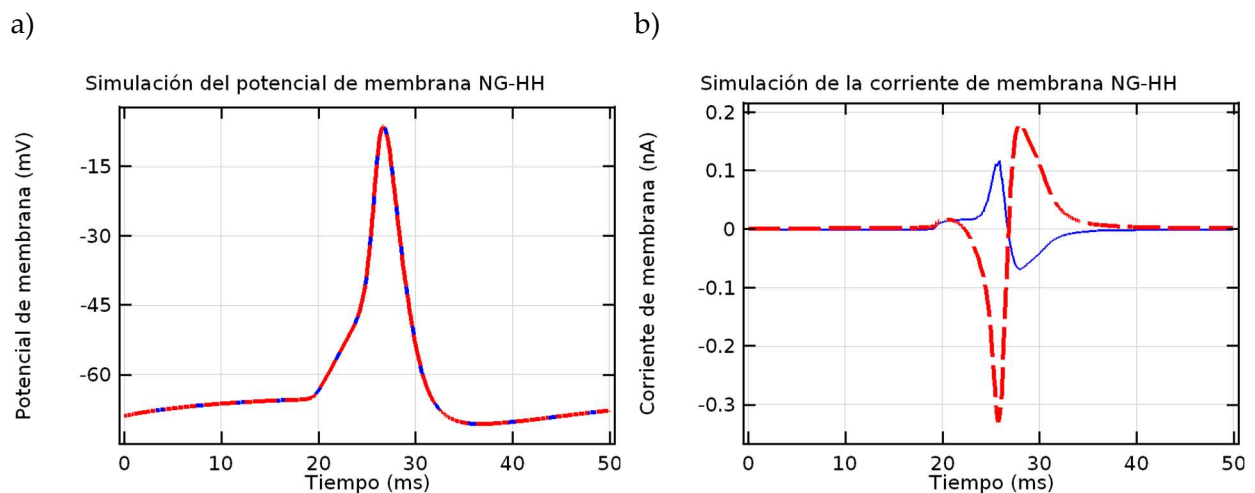 a)
Simulación del potencial de membrana NG-HH
Potencial de membrana (mV)
-15
-30
-45
-60
0
10
20
30
40
50
Tiempo (ms)
b)
Simulación de la corriente de membrana NG-HH
Corriente de membrana (nA)
0.2
0.1
0
-0.1
-0.2
-0.3
0
10
20
30
40
50
Tiempo (ms)